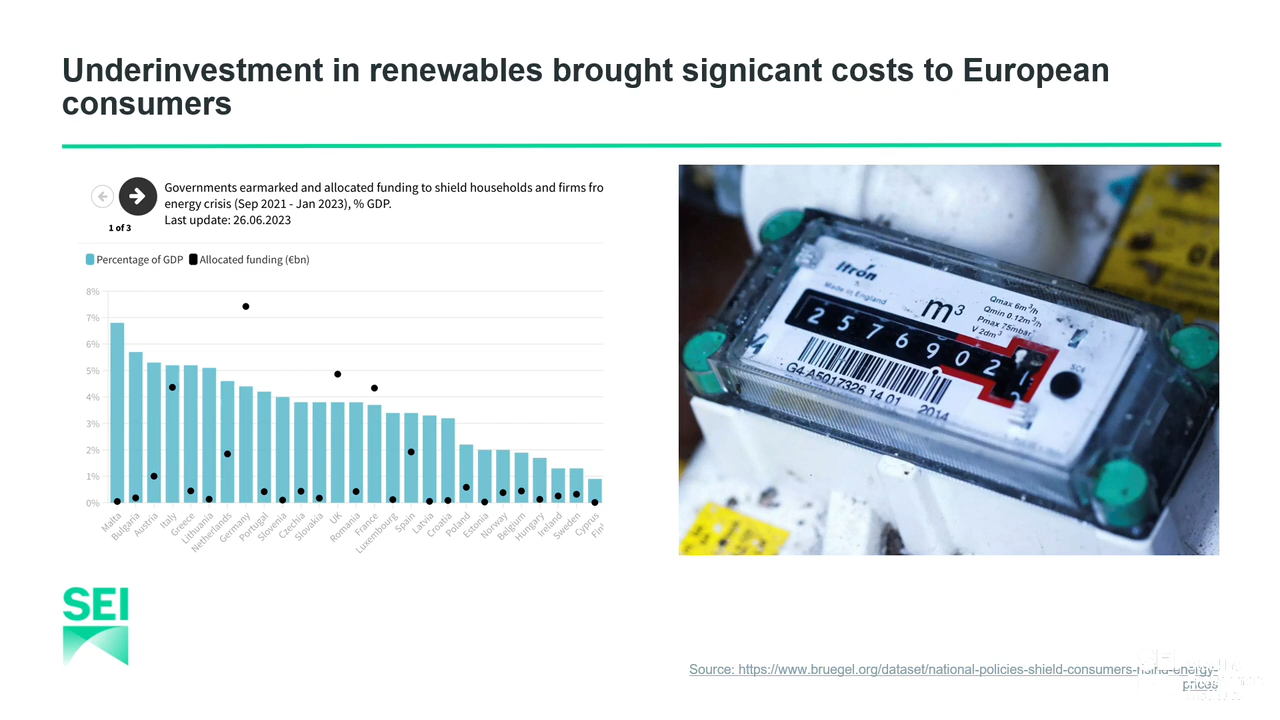 Underinvestment in renewables brought signicant costs to European
consumers
Governments earmarked and allocated funding to shield households and firms fro
energy crisis (Sep 2021 - Jan 2023), % GDP.
Last update: 26.06.2023
1 of 3
Percentage of GDP
Allocated funding (€bn)
8%
7%
6%
5%
4%
3%
2%
1%
0%
Malta
Bulgaria
Austria
Italy
Greece
Lithuania
Netherlands
Germany
Portugal
Slovenia
Czechia
Slovakia
UK
Romania
France
Luxembourg
Spain
Latvia
Croatia
Poland
Estonia
Norway
Belgium
Hungary
Ireland
Sweden
Cyprus
Itrón
Made in England
m³
Qmax 6m³/h
Qmin 0.12m³/h
Pmax 75mbar
V 2dm³
2 5 7 6 9 0 2 1
G4 A5017326 14 01
2014
SEI
Source: https://www.bruegel.org/dataset/national-policies-shield-consumers-rising-energy-
prices